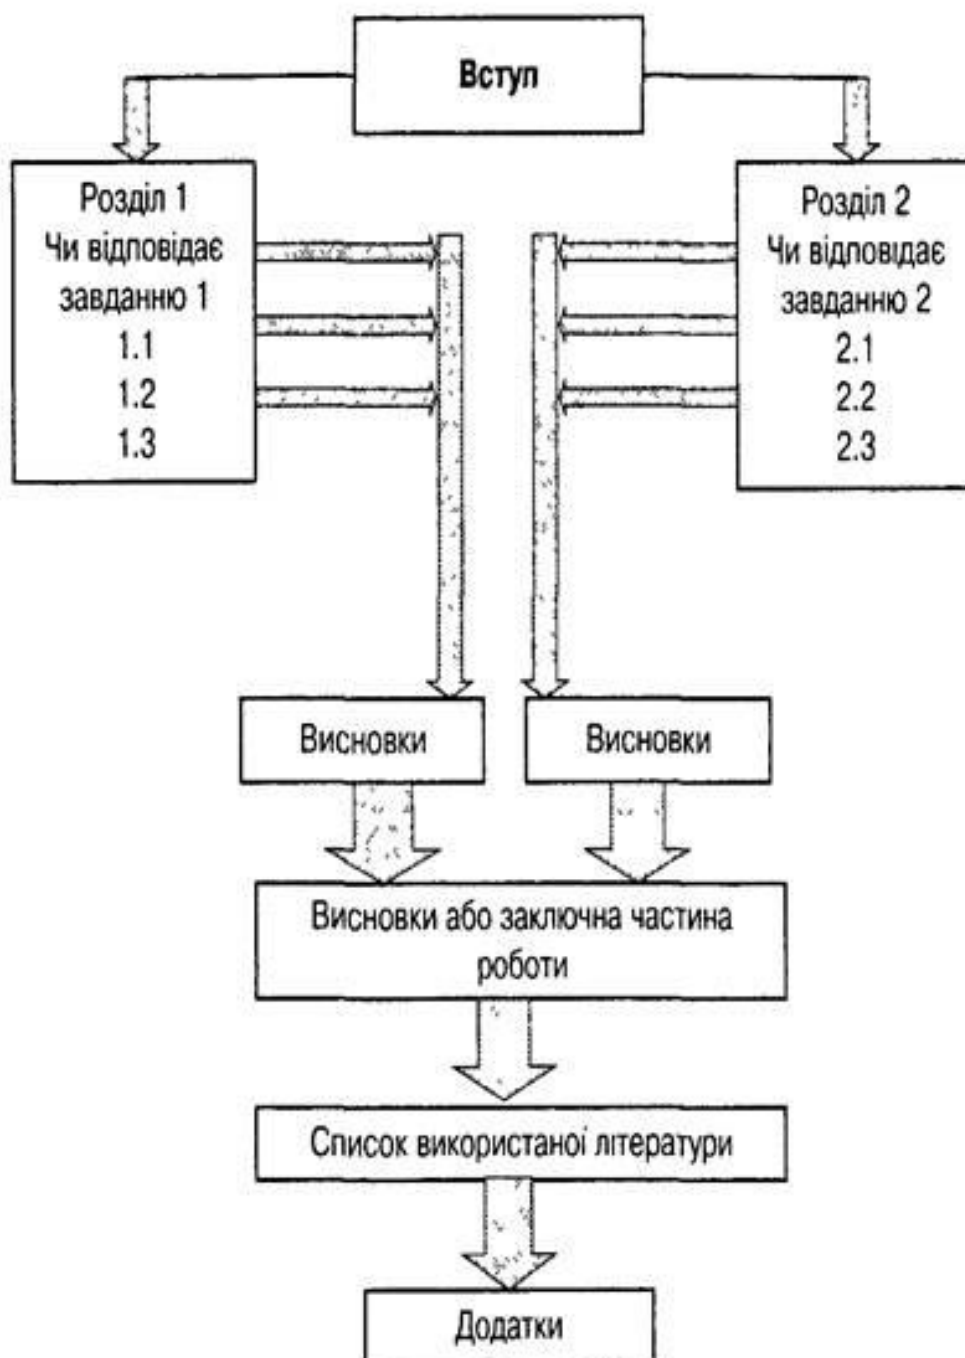 Вступ
Розділ 1
Чи відповідає
завданню 1
1.1
1.2
1.3
Розділ 2
Чи відповідає
завданню 2
2.1
2.2
2.3
Висновки
Висновки
Висновки або заключна частина
роботи
Список використаної літератури
Додатки